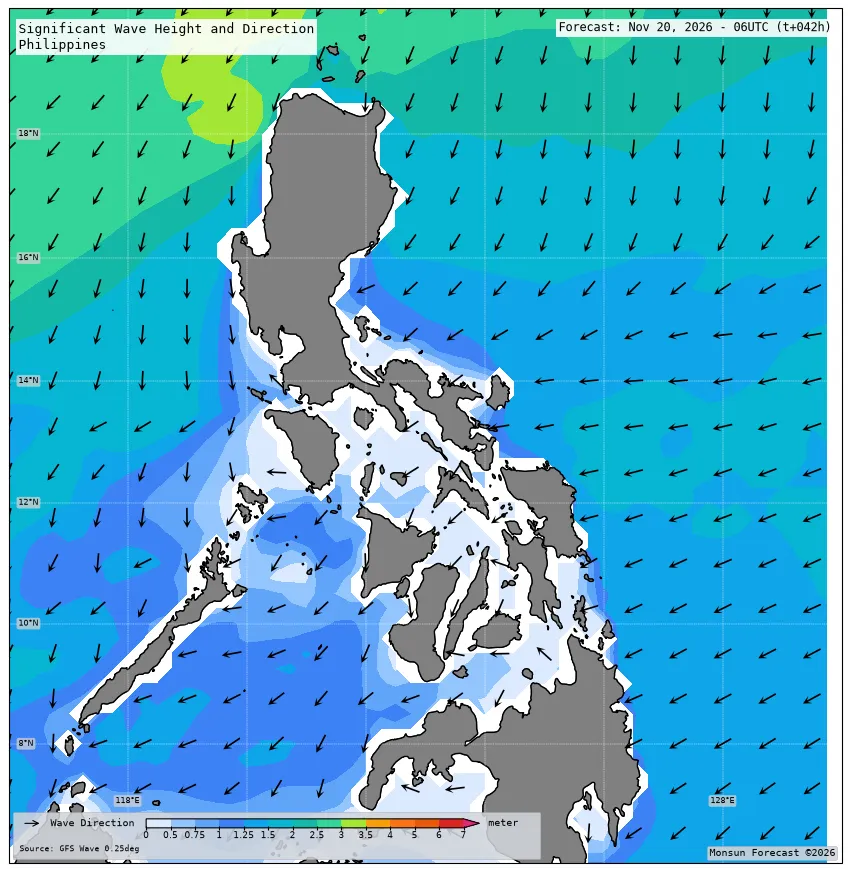 Significant Wave Height and Direction
Philippines
Forecast: Nov 20, 2026 - 06UTC (t+042h)
18°N
16°N
14°N
12°N
10°N
8°N
118°E
128°E
Wave Direction
0 0.5 0.75 1 1.25 1.5 2 2.5 3 3.5 4 5 6 7
meter
Source: GFS Wave 0.25deg
Monsun Forecast ©2026